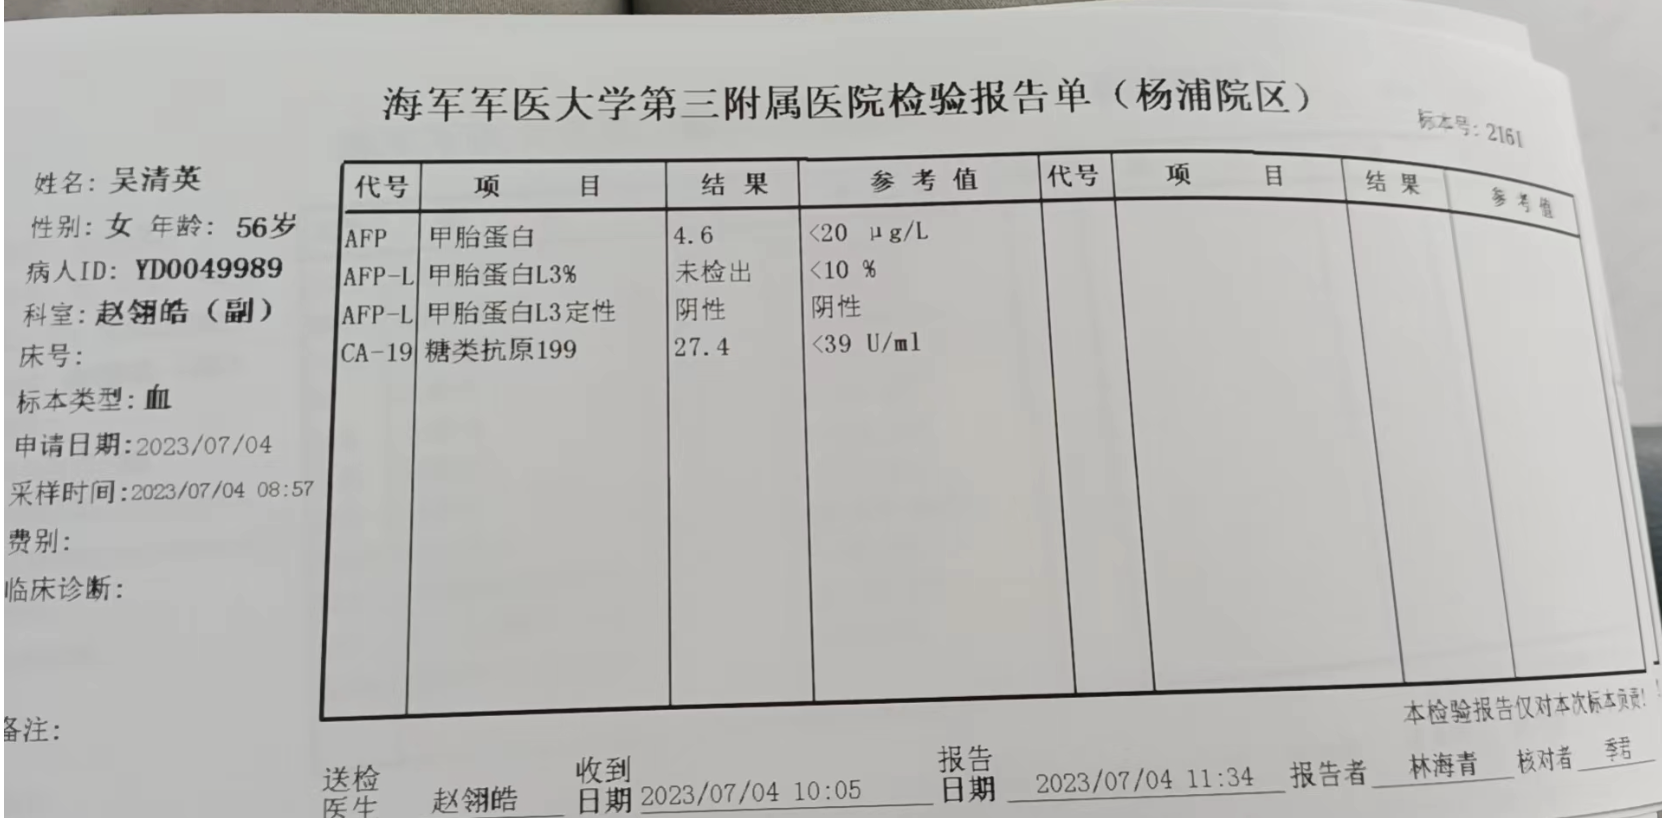 海军军医大学第三附属医院检验报告单（杨浦院区）
标本号:2161
姓名: 吴清英
性别: 女 年龄: 56岁
病人ID: YD0049989
科室: 赵翎皓（副）
床号:
标本类型: 血
申请日期:2023/07/04
采样时间:2023/07/04 08:57
费别:
临床诊断:
备注:
代号 项 目 结 果 参 考 值 代号 项 目 结 果 参 考 值
AFP 甲胎蛋白 4.6 <20 μg/L
AFP-L 甲胎蛋白L3% 未检出 <10 %
AFP-L 甲胎蛋白L3定性 阴性 阴性
CA-19 糖类抗原199 27.4 <39 U/ml
本检验报告仅对本次标本负责!
送检医生 赵翎皓 收到日期 2023/07/04 10:05 报告日期 2023/07/04 11:34 报告者 林海青 核对者 季君